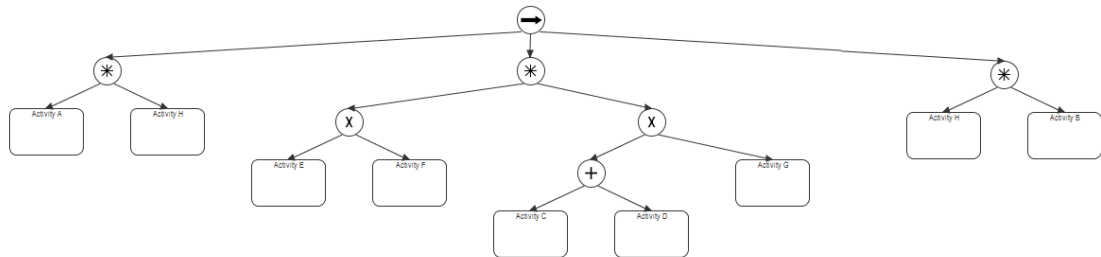 Activity A
Activity H
Activity H
Activity B
X
X
Activity E
Activity F
Activity G
+
Activity C
Activity D